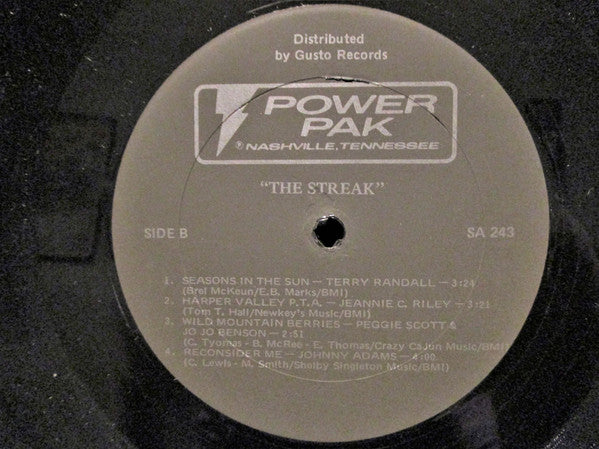 Distributed
by Gusto Records
POWER
PAK
® NASHVILLE, TENNESSEE
"THE STREAK"
SIDE B
SA 243
1. SEASONS IN THE SUN — TERRY RANDALL — 3:24
(Brel McKeun/E.B. Marks/BMI)
2. HARPER VALLEY P.T.A. — JEANNIE C. RILEY — 3:21
(Tom T. Hall/Newkey's Music/BMI)
3. WILD MOUNTAIN BERRIES — PEGGIE SCOTT &
JO JO BENSON — 2:51
(C. Tyomas - B. McRee - E. Thomas/Crazy Cajun Music/BMI)
4. RECONSIDER ME — JOHNNY ADAMS — 4:00
(C. Lewis - M. Smith/Shelby Singleton Music/BMI)